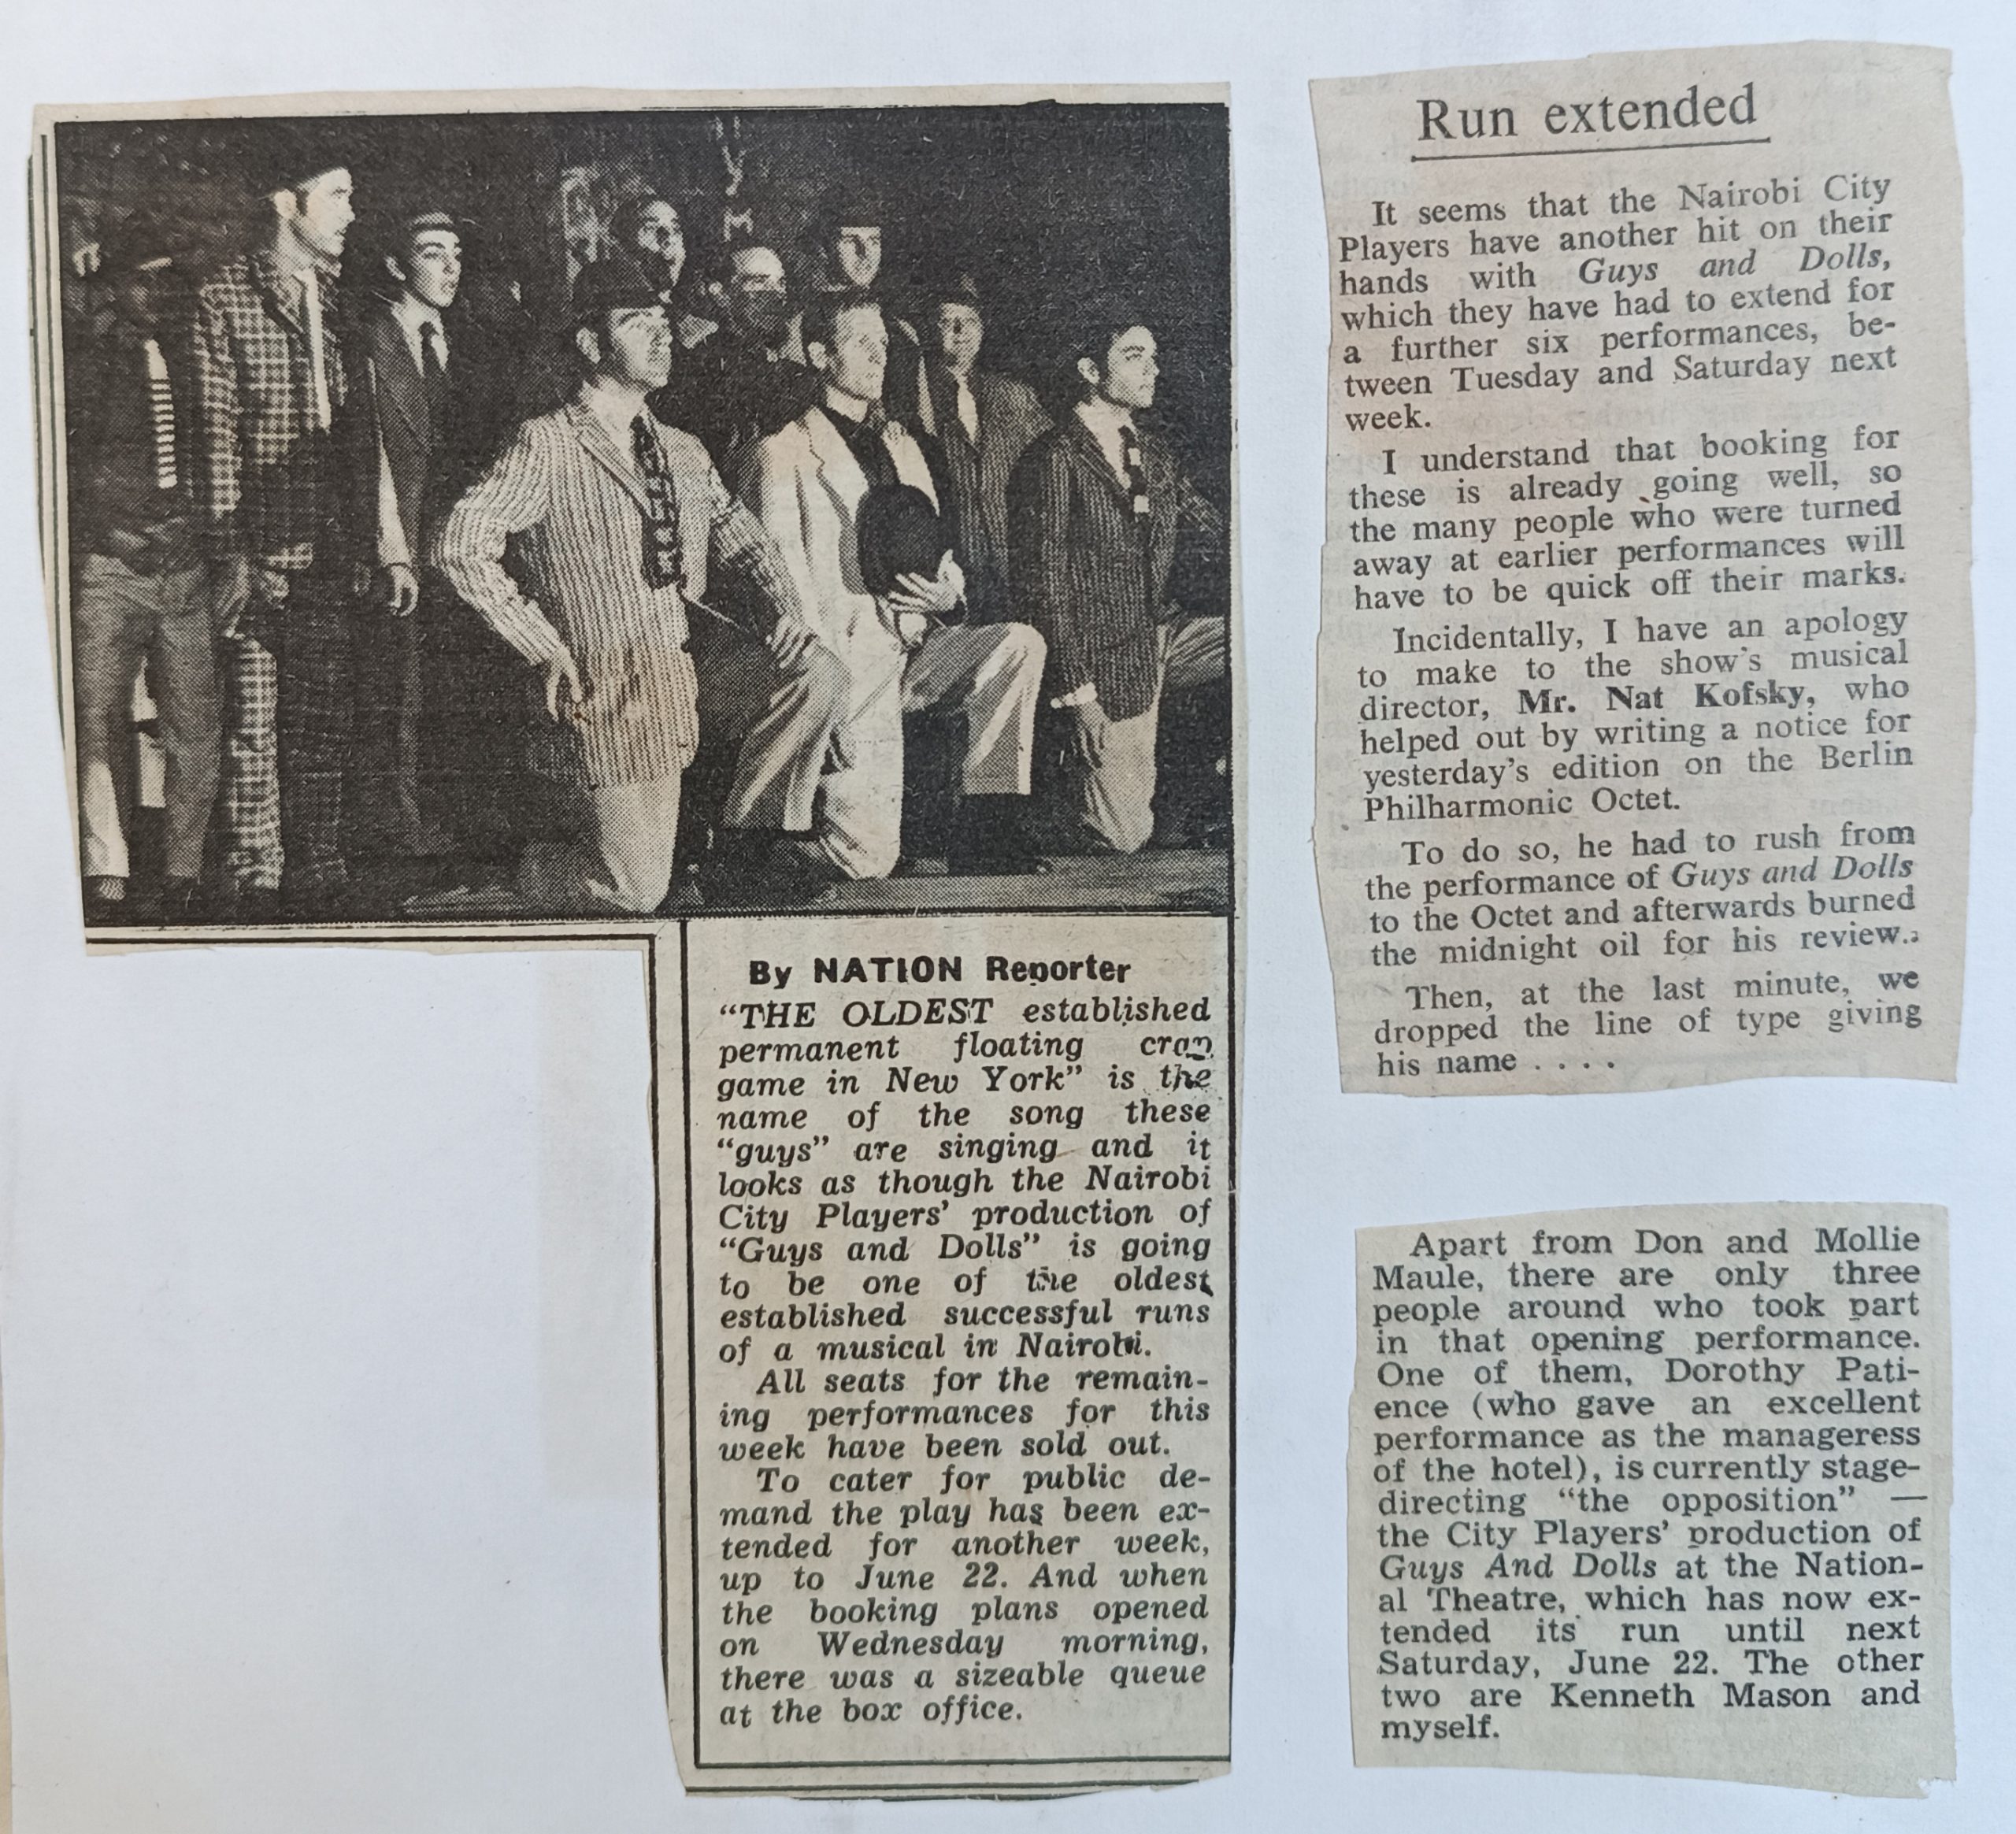 Y
M
By NATION Reporter
"THE OLDEST established
permanent floating crap
game in New York" is the
name of the song these
"guys" are singing and it
looks as though the Nairobi
City Players' production of
"Guys and Dolls" is going
to be one of the oldest
established successful runs
of a musical in Nairobi.
All seats for the remain-
ing performances for this
week have been sold out.
To cater for public de-
mand the play has been ex-
tended for another week,
up to June 22. And when
the booking plans opened
on Wednesday morning,
there was a sizeable queue
at the box office.
Run extended
It seems that the Nairobi City
Players have another hit on their
hands with Guys and Dolls,
which they have had to extend for
a further six performances, be-
tween Tuesday and Saturday next
week.
I understand that booking for
these is already going well, so
the many people who were turned
away at earlier performances will
have to be quick off their marks.
Incidentally, I have an apology
to make to the show's musical
director, Mr. Nat Kofsky, who
helped out by writing a notice for
yesterday's edition on the Berlin
Philharmonic Octet.
To do so, he had to rush from
the performance of Guys and Dolls
to the Octet and afterwards burned
the midnight oil for his review.
Then, at the last minute, we
dropped the line of type giving
his name . . . .
Apart from Don and Mollie
Maule, there are only three
people around who took part
in that opening performance.
One of them, Dorothy Pati-
ence (who gave an excellent
performance as the manageress
of the hotel), is currently stage-
directing "the opposition" —
the City Players' production of
Guys And Dolls at the Nation-
al Theatre, which has now ex-
tended its run until next
Saturday, June 22. The other
two are Kenneth Mason and
myself.